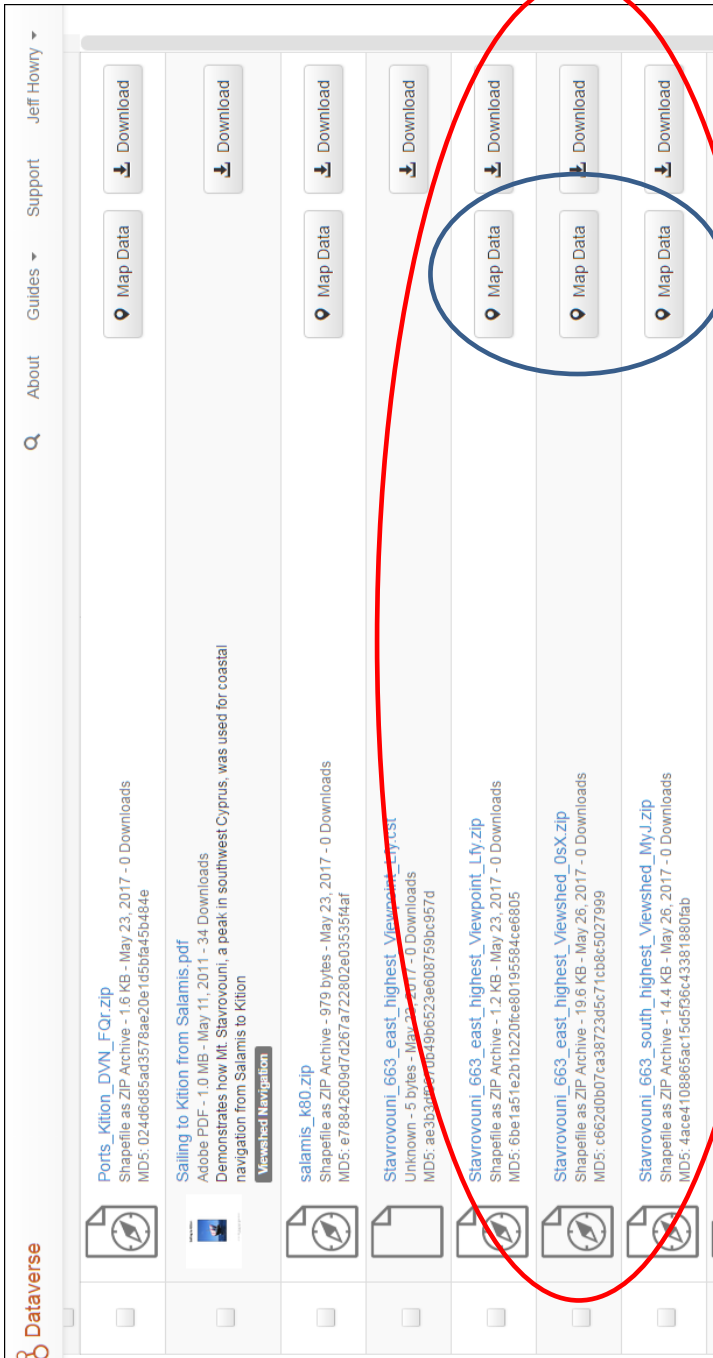 Dataverse
About
Guides
Support
Jeff Howry
Ports_Kition_DVN_FQr.zip
Shapefile as ZIP Archive - 1.6 KB - May 23, 2017 - 0 Downloads
MD5: 024d6d85ad3578ae20e1d5bfa45b484e
Map Data
Download
Sailing to Kition from Salamis.pdf
Adobe PDF - 1.0 MB - May 11, 2011 - 34 Downloads
Demonstrates how Mt. Stavrovouni, a peak in southwest Cyprus, was used for coastal
navigation from Salamis to Kition
Viewshed Navigation
Download
salamis_k80.zip
Shapefile as ZIP Archive - 979 bytes - May 23, 2017 - 0 Downloads
MD5: e78842609d7d267a722802e03535f4af
Map Data
Download
Stavrovouni_663_east_highest_Viewpoint_Lfy.cst
Unknown - 5 bytes - May 23, 2017 - 0 Downloads
Download
Stavrovouni_663_east_highest_Viewpoint_Lfy.zip
Shapefile as ZIP Archive - 1.2 KB - May 23, 2017 - 0 Downloads
MD5: 6be1a51e2b1b220fce80195584ce6805
Map Data
Download
Stavrovouni_663_east_highest_Viewshed_0sX.zip
Shapefile as ZIP Archive - 19.6 KB - May 26, 2017 - 0 Downloads
MD5: c662d0b07ca38723d5c71cb8c5027999
Map Data
Download
Stavrovouni_663_south_highest_Viewshed_MyJ.zip
Shapefile as ZIP Archive - 14.4 KB - May 26, 2017 - 0 Downloads
MD5: 4ace4108865ac15d5f36c43381880fab
Map Data
Download